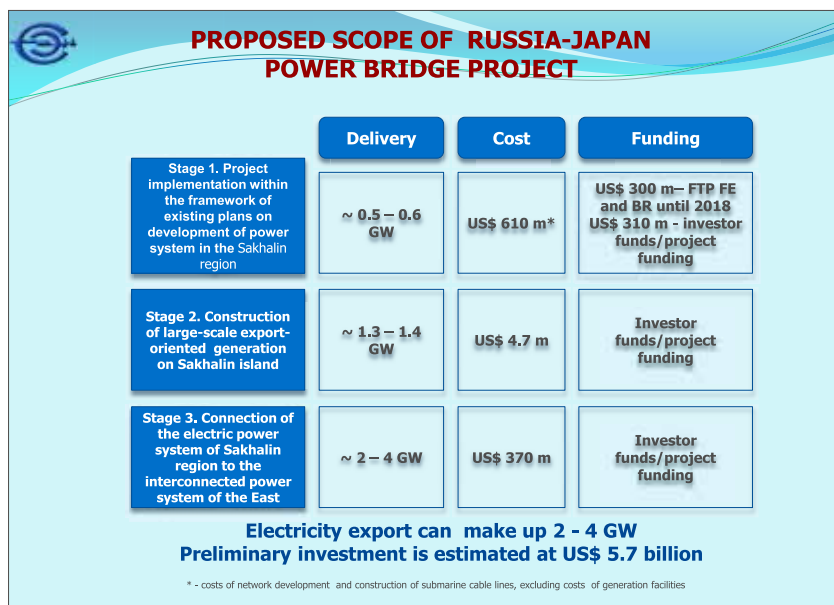 PROPOSED SCOPE OF RUSSIA-JAPAN
POWER BRIDGE PROJECT
Delivery
Cost
Funding
Stage 1. Project
implementation within
the framework of
existing plans on
development of power
system in the Sakhalin
region
~ 0.5 – 0.6
GW
US$ 610 m*
US$ 300 m– FTP FE
and BR until 2018
US$ 310 m - investor
funds/project
funding
Stage 2. Construction
of large-scale export-
oriented generation
on Sakhalin island
~ 1.3 – 1.4
GW
US$ 4.7 m
Investor
funds/project
funding
Stage 3. Connection of
the electric power
system of Sakhalin
region to the
interconnected power
system of the East
~ 2 – 4 GW
US$ 370 m
Investor
funds/project
funding
Electricity export can make up 2 - 4 GW
Preliminary investment is estimated at US$ 5.7 billion
* - costs of network development and construction of submarine cable lines, excluding costs of generation facilities